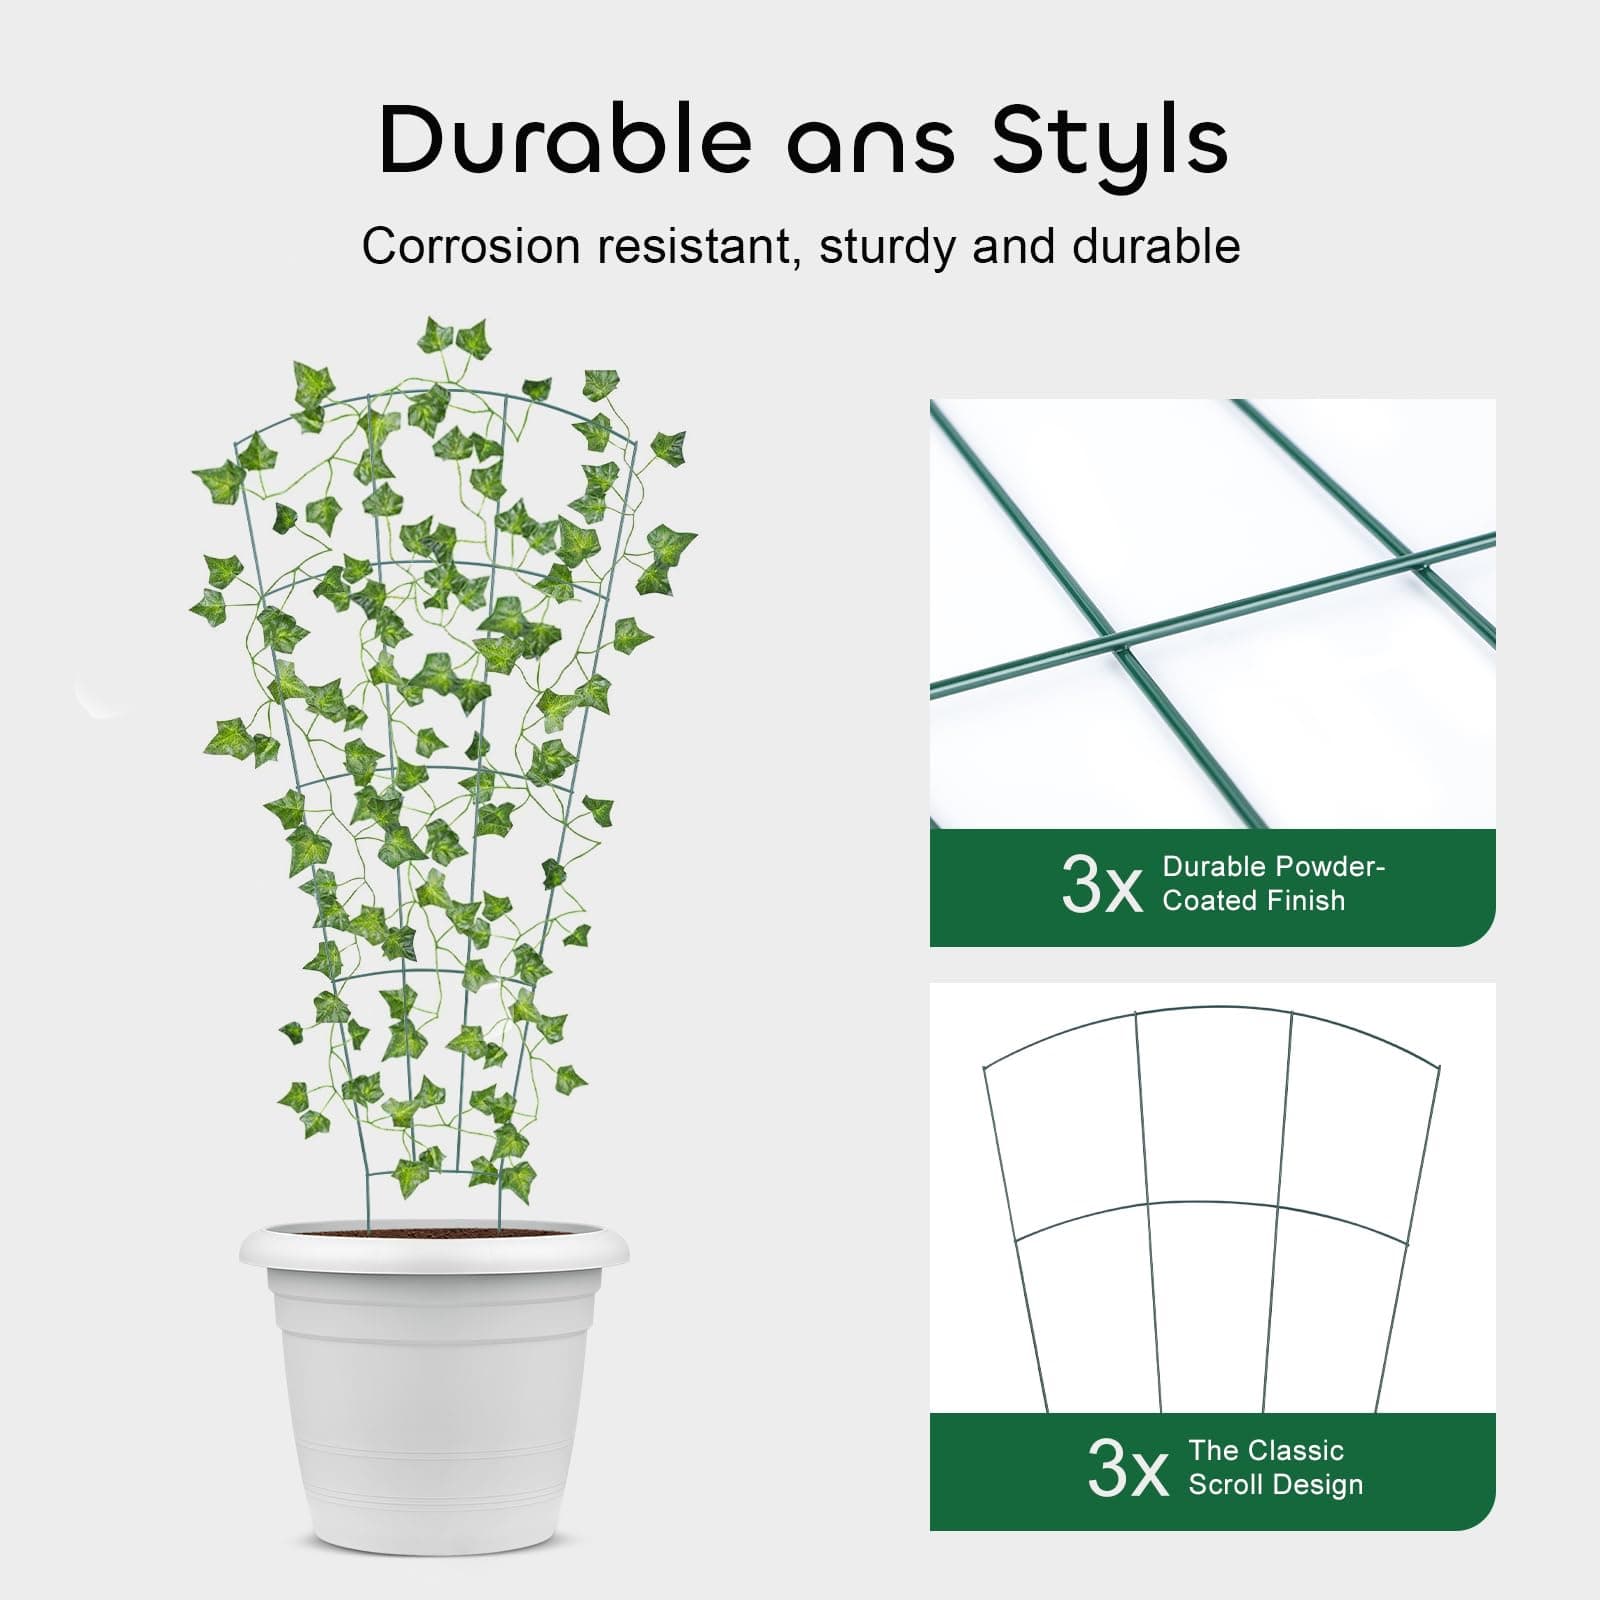 Durable ans Styls
Corrosion resistant, sturdy and durable
3x
Durable Powder-
Coated Finish
3x
The Classic
Scroll Design